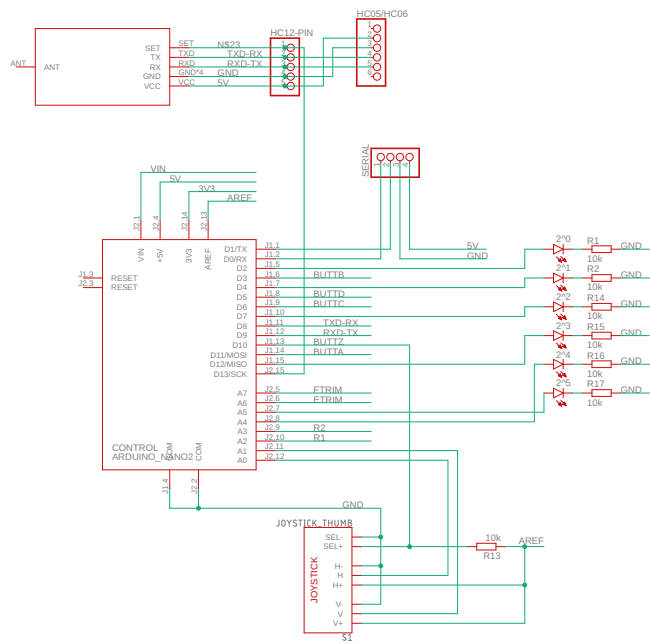 HC05/HC06
ANT
ANT
SET
TX
RX
GND
VCC
SET
TXD
RXD
GND*4
VCC
N$23
TXD-RX
RXD-TX
GND
5V
HC12-PIN
1
2
3
4
5
6
SERIAL
1
2
3
4
5V
GND
VIN
5V
3V3
AREF
J2.1
J2.4
J2.14
J2.13
VIN
+5V
3V3
AREF
J1.3
J2.3
RESET
RESET
D1/TX
D0/RX
D2
D3
D4
D5
D6
D7
D8
D9
D10
D11/MOSI
D12/MISO
D13/SCK
A7
A6
A5
A4
A3
A2
A1
A0
J1.1
J1.2
J1.5
J1.6
J1.7
J1.8
J1.9
J1.10
J1.11
J1.12
J1.13
J1.14
J1.15
J2.15
J2.5
J2.6
J2.7
J2.8
J2.9
J2.10
J2.11
J2.12
BUTTB
BUTTD
BUTTC
TXD-RX
RXD-TX
BUTTZ
BUTTA
FTRIM
ETRIM
R2
R1
2^0
R1
10k
GND
2^1
R2
10k
GND
2^2
R14
10k
GND
2^3
R15
10k
GND
2^4
R16
10k
GND
2^5
R17
10k
GND
CONTROL
ARDUINO_NANO2
COM
COM
J1.4
J2.2
GND
JOYSTICK_THUMB
JOYSTICK
SEL-
SEL+
H-
H
H+
V-
V
V+
S1
10k
R13
AREF